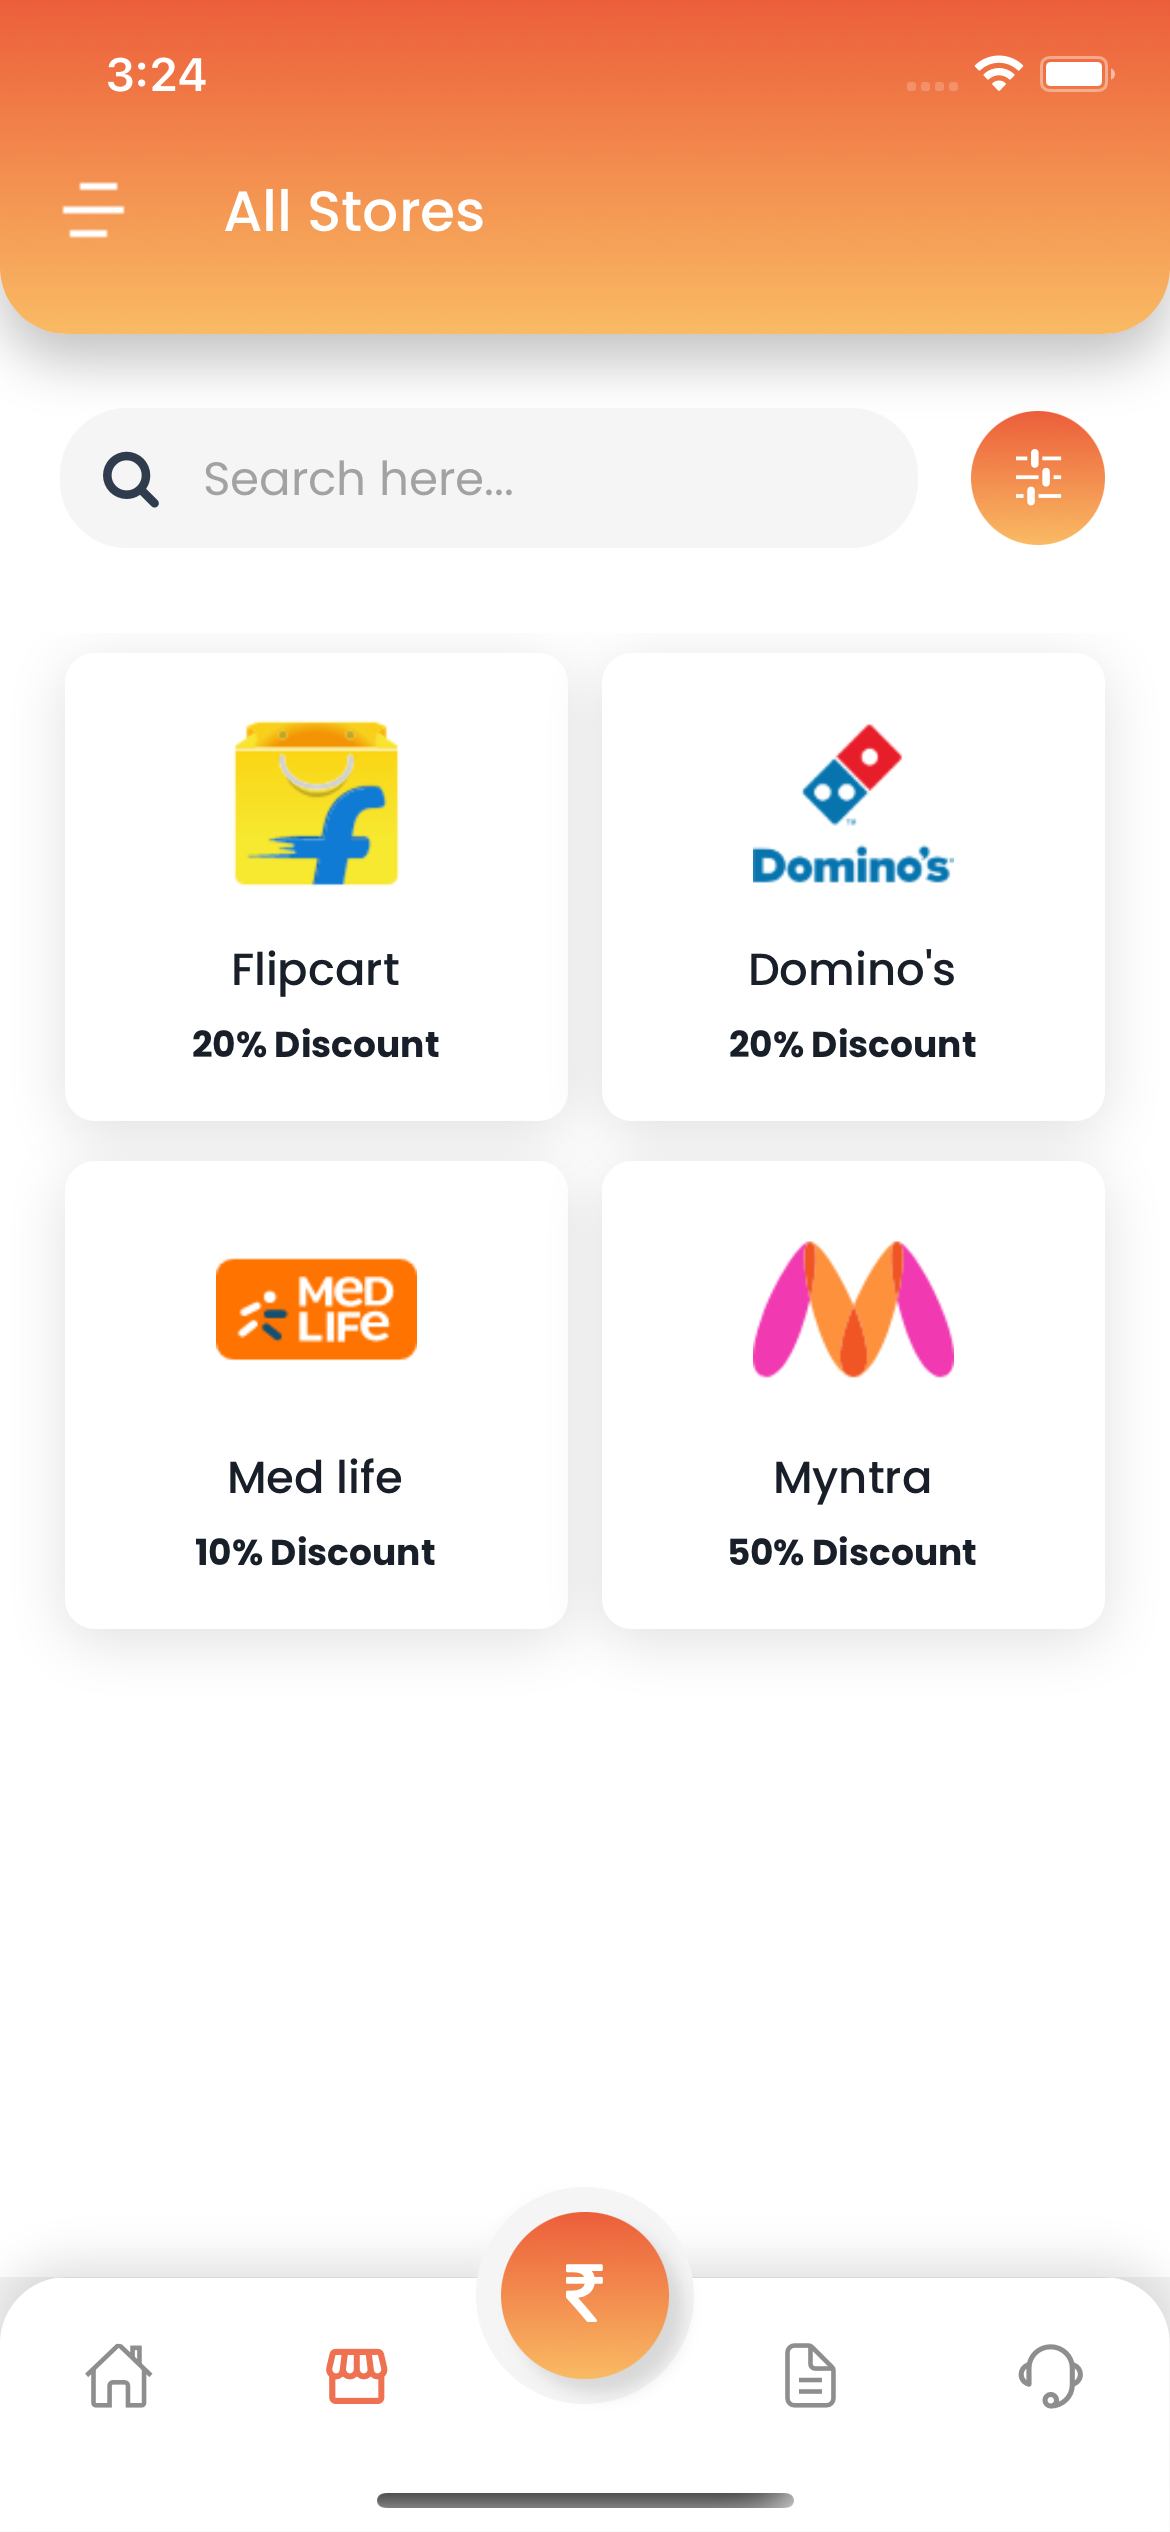 3:24
All Stores
Search here...
Domino's
Flipcart
Domino's
20% Discount
20% Discount
MeD
LIFe
Med life
Myntra
10% Discount
50% Discount
₹